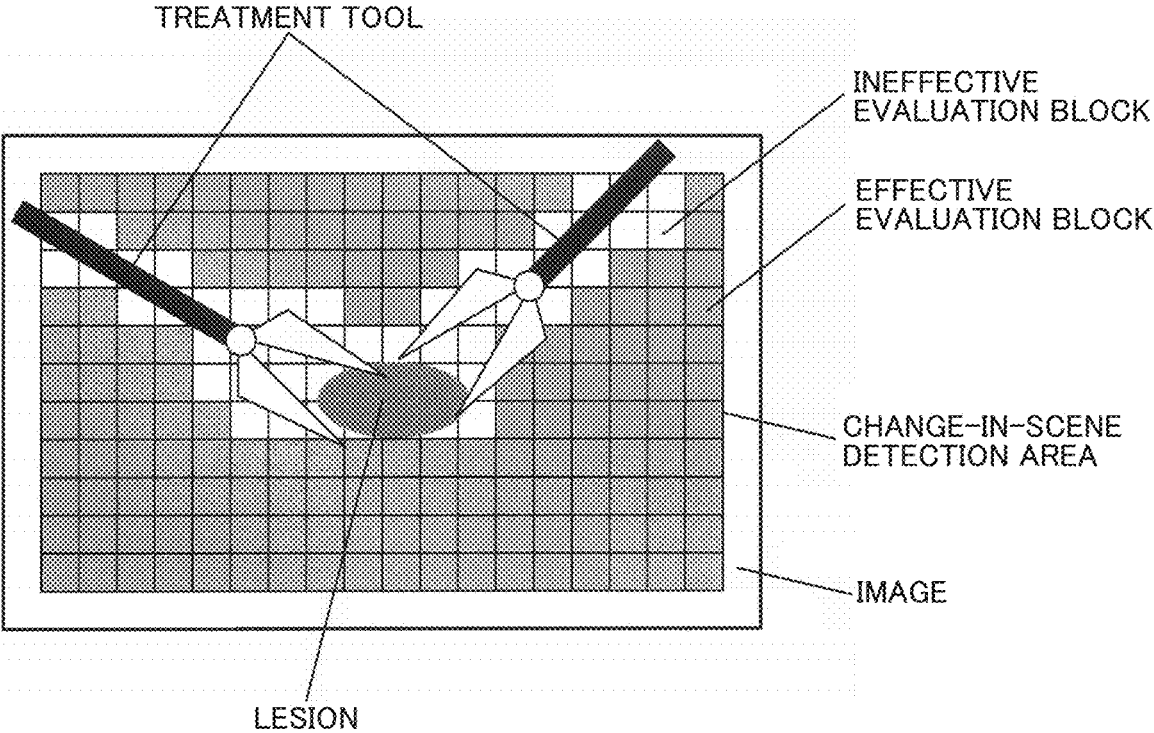 TREATMENT TOOL
INEFFECTIVE
EVALUATION BLOCK
EFFECTIVE
EVALUATION BLOCK
CHANGE-IN-SCENE
DETECTION AREA
IMAGE
LESION